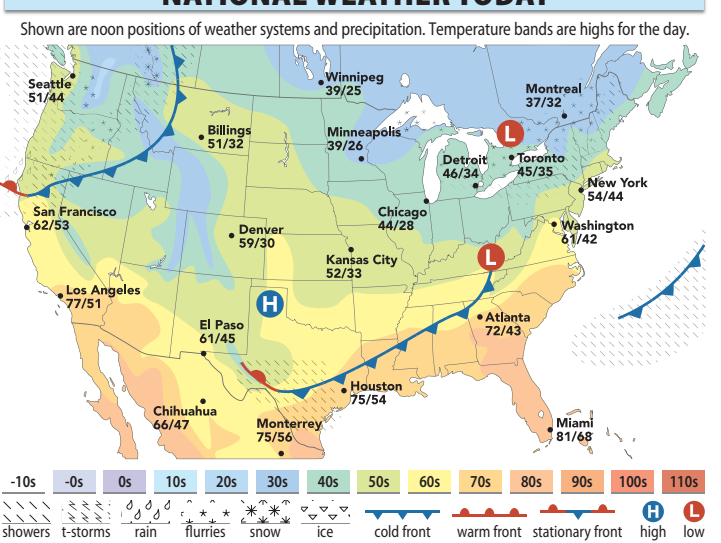 NATIONAL WEATHER TODAY
Shown are noon positions of weather systems and precipitation. Temperature bands are highs for the day.
Seattle
51/44
Winnipeg
39/25
Montreal
37/32
Billings
51/32
Minneapolis
39/26
L
Detroit
46/34
Toronto
45/35
New York
54/44
San Francisco
62/53
Chicago
44/28
Washington
61/42
Denver
59/30
Kansas City
52/33
L
Los Angeles
77/51
H
El Paso
61/45
Atlanta
72/43
Houston
75/54
Chihuahua
66/47
Monterrey
75/56
Miami
81/68
-10s -0s 0s 10s 20s 30s 40s 50s 60s 70s 80s 90s 100s 110s
H L
showers t-storms rain flurries snow ice cold front warm front stationary front high low